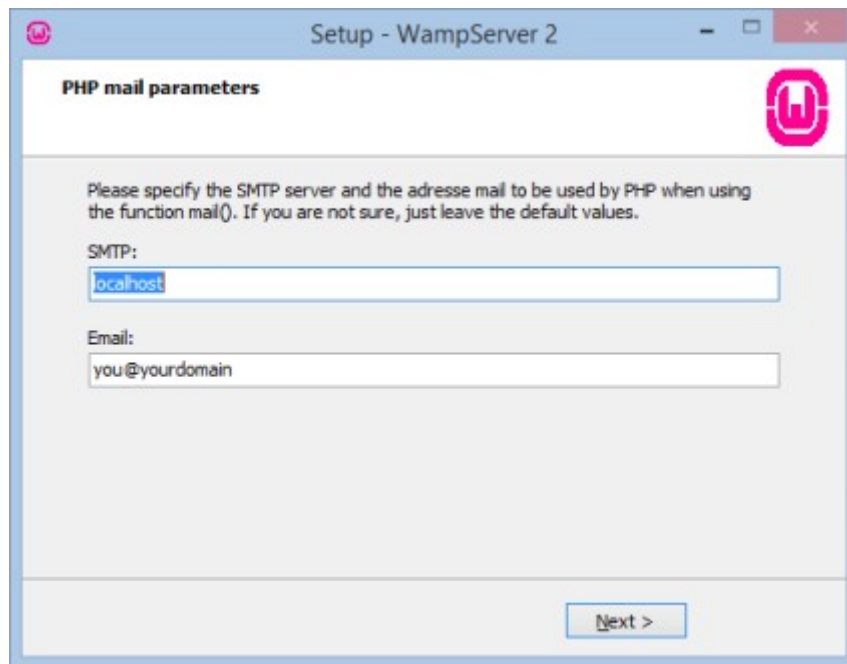 Setup - WampServer 2
PHP mail parameters
Please specify the SMTP server and the adresse mail to be used by PHP when using
the function mail(). If you are not sure, just leave the default values.
SMTP:
localhost
Email:
you@yourdomain
Next >